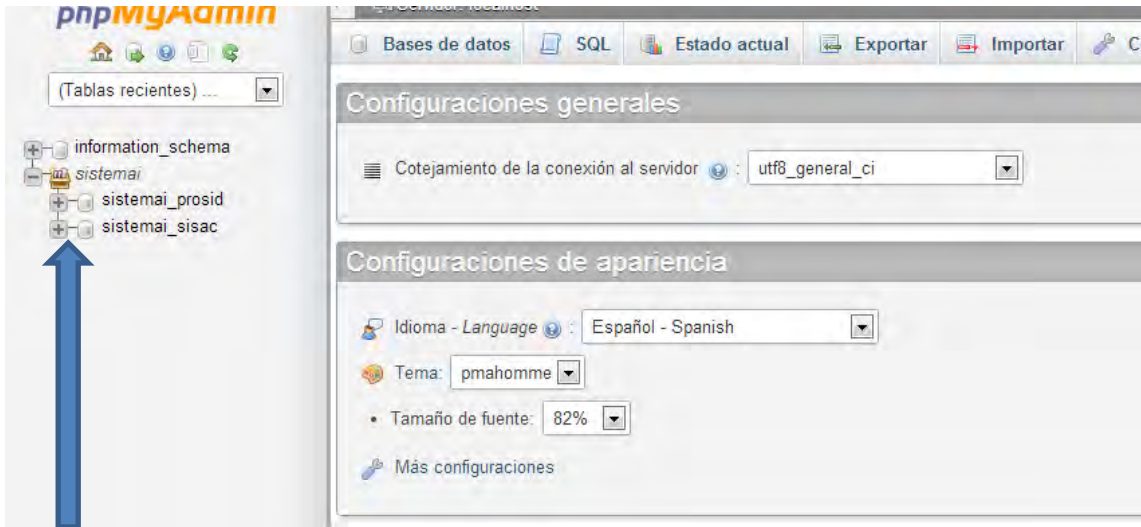 phpMyAdmin
(Tablas recientes) ...
information_schema
sistemai
sistemai_prosid
sistemai_sisac
Servidor: localhost
Bases de datos SQL Estado actual Exportar Importar C
Configuraciones generales
Cotejamiento de la conexión al servidor : utf8_general_ci
Configuraciones de apariencia
Idioma - Language : Español - Spanish
Tema: pmahomme
• Tamaño de fuente: 82%
Más configuraciones